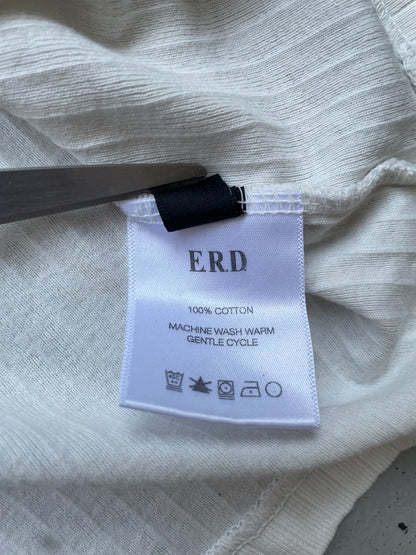 E.R.D.
100% COTTON
MACHINE WASH WARM
GENTLE CYCLE